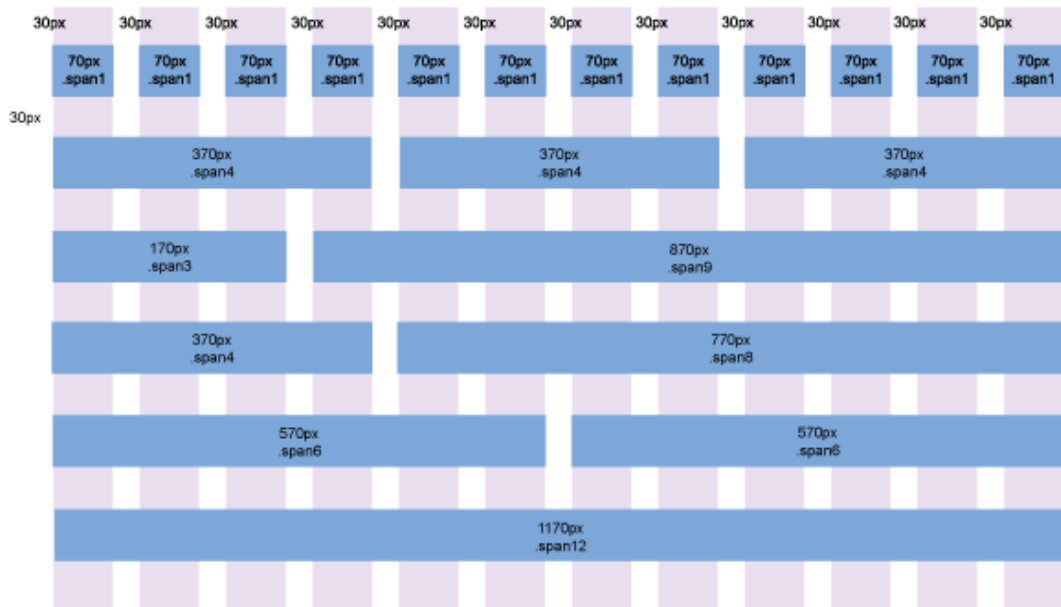 30px 30px 30px 30px 30px 30px 30px 30px 30px 30px 30px 30px
70px 70px 70px 70px 70px 70px 70px 70px 70px 70px 70px 70px
.span1 .span1 .span1 .span1 .span1 .span1 .span1 .span1 .span1 .span1 .span1 .span1
30px
370px 370px 370px
.span4 .span4 .span4
170px 870px
.span3 .span9
370px 770px
.span4 .span8
570px 570px
.span6 .span6
1170px
.span12